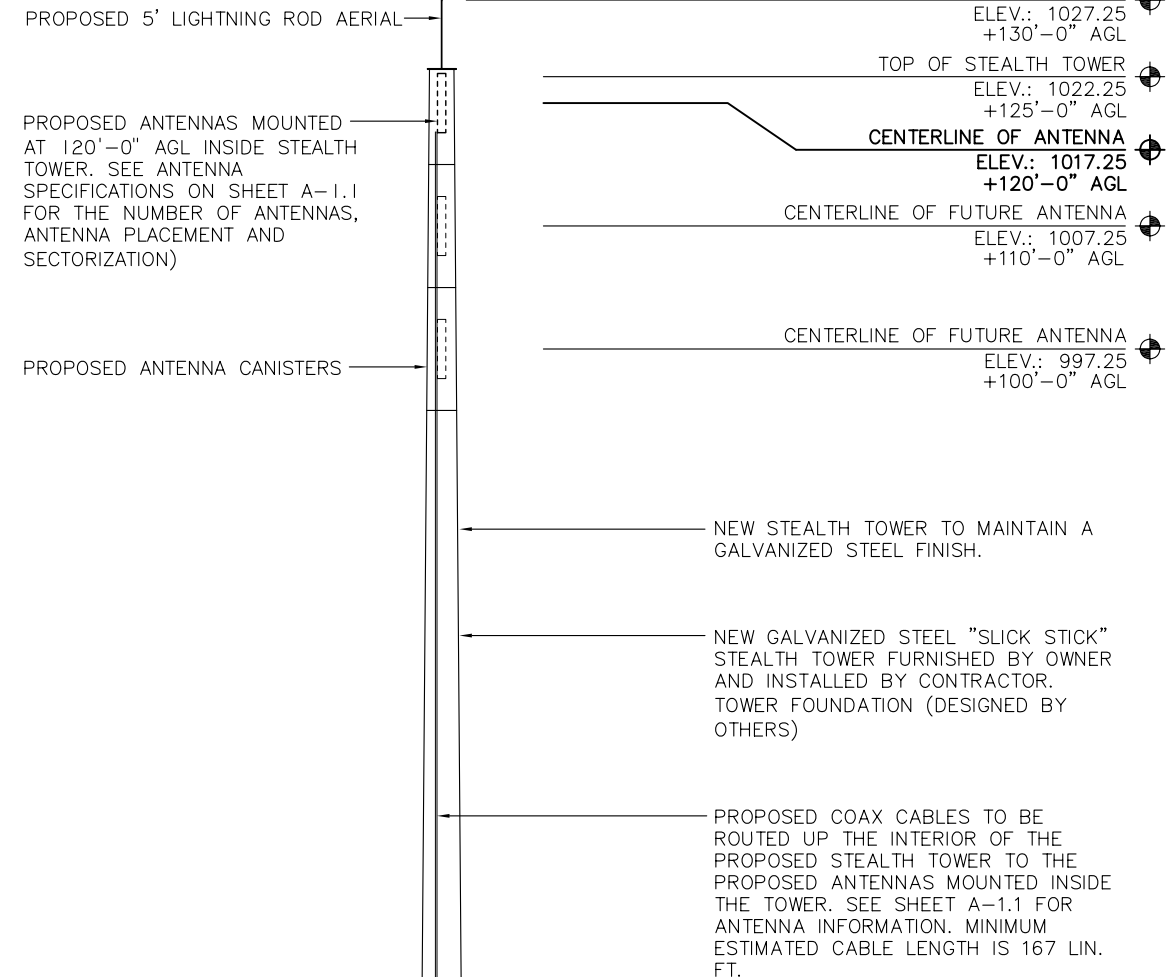 PROPOSED 5' LIGHTNING ROD AERIAL
ELEV.: 1027.25
+130'-0" AGL
TOP OF STEALTH TOWER
ELEV.: 1022.25
+125'-0" AGL
PROPOSED ANTENNAS MOUNTED
AT 120'-0" AGL INSIDE STEALTH
TOWER. SEE ANTENNA
SPECIFICATIONS ON SHEET A-1.1
FOR THE NUMBER OF ANTENNAS,
ANTENNA PLACEMENT AND
SECTORIZATION)
CENTERLINE OF ANTENNA
ELEV.: 1017.25
+120'-0" AGL
CENTERLINE OF FUTURE ANTENNA
ELEV.: 1007.25
+110'-0" AGL
CENTERLINE OF FUTURE ANTENNA
ELEV.: 997.25
+100'-0" AGL
PROPOSED ANTENNA CANISTERS
NEW STEALTH TOWER TO MAINTAIN A
GALVANIZED STEEL FINISH.
NEW GALVANIZED STEEL "SLICK STICK"
STEALTH TOWER FURNISHED BY OWNER
AND INSTALLED BY CONTRACTOR.
TOWER FOUNDATION (DESIGNED BY
OTHERS)
PROPOSED COAX CABLES TO BE
ROUTED UP THE INTERIOR OF THE
PROPOSED STEALTH TOWER TO THE
PROPOSED ANTENNAS MOUNTED INSIDE
THE TOWER. SEE SHEET A-1.1 FOR
ANTENNA INFORMATION. MINIMUM
ESTIMATED CABLE LENGTH IS 167 LIN.
FT.